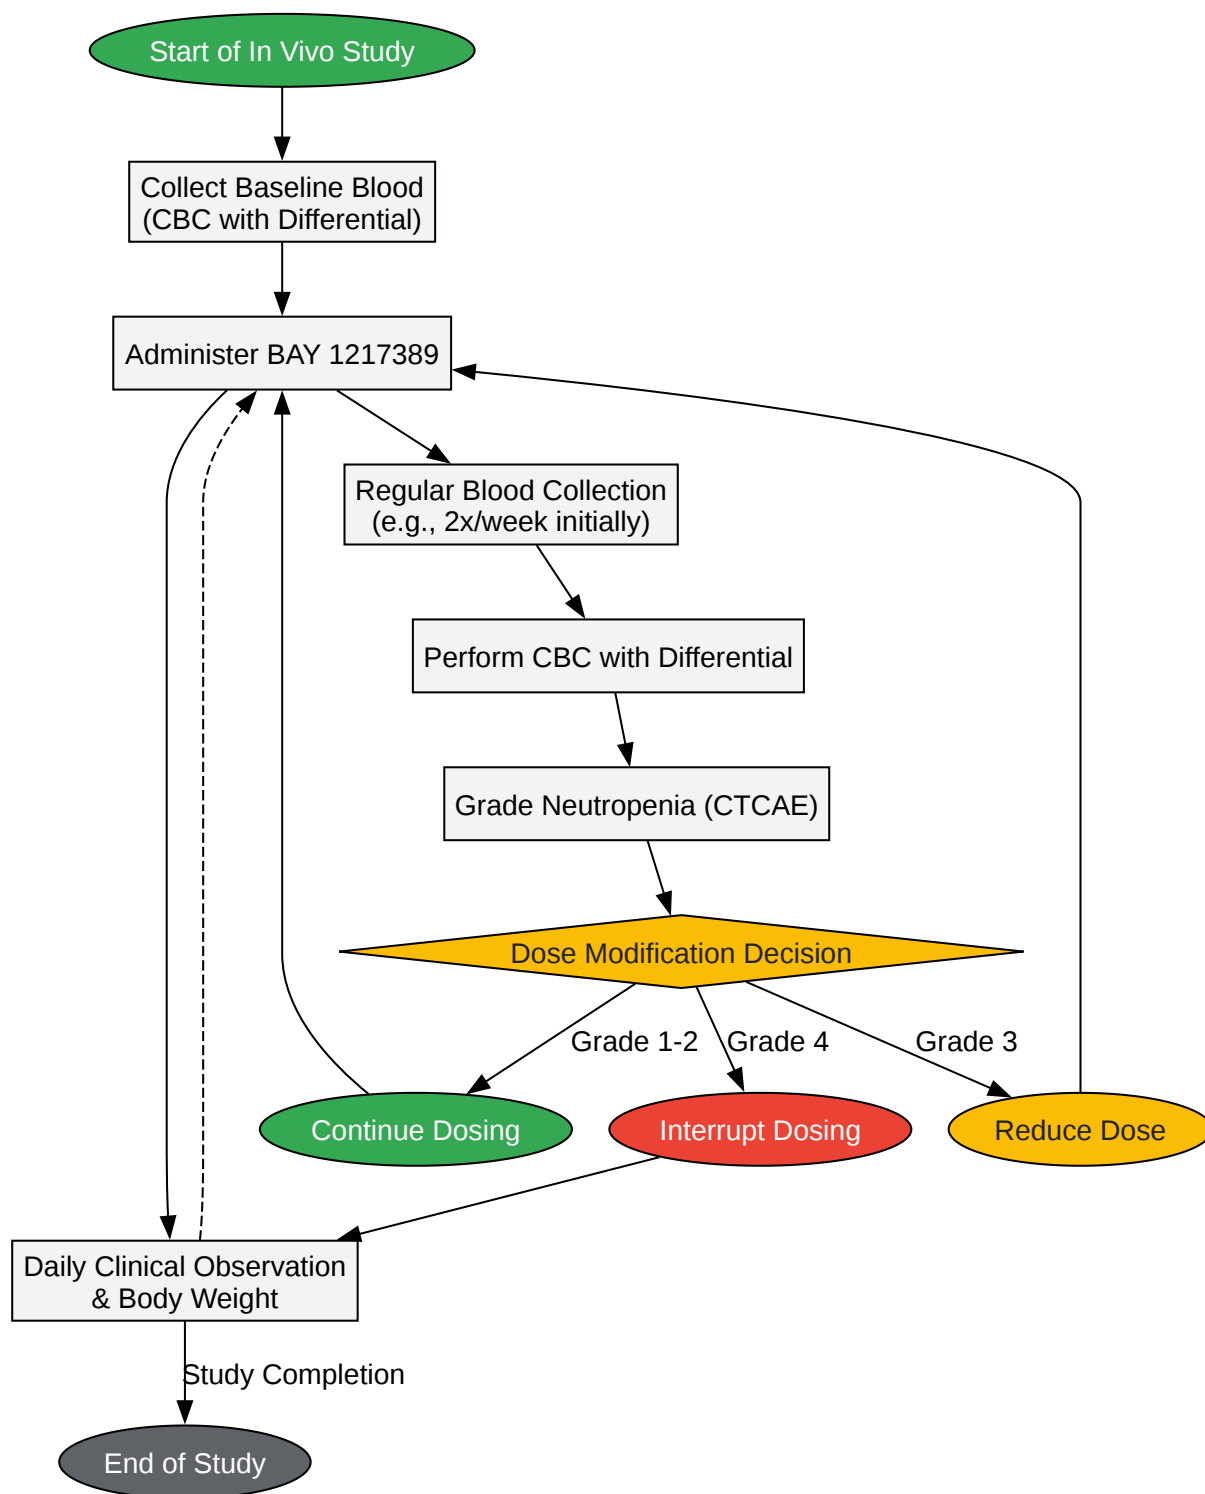 Start of In Vivo Study
Collect Baseline Blood
(CBC with Differential)
Administer BAY 1217389
Regular Blood Collection
(e.g., 2x/week initially)
Perform CBC with Differential
Grade Neutropenia (CTCAE)
Dose Modification Decision
Grade 1-2
Grade 4
Grade 3
Continue Dosing
Interrupt Dosing
Reduce Dose
Daily Clinical Observation
& Body Weight
Study Completion
End of Study